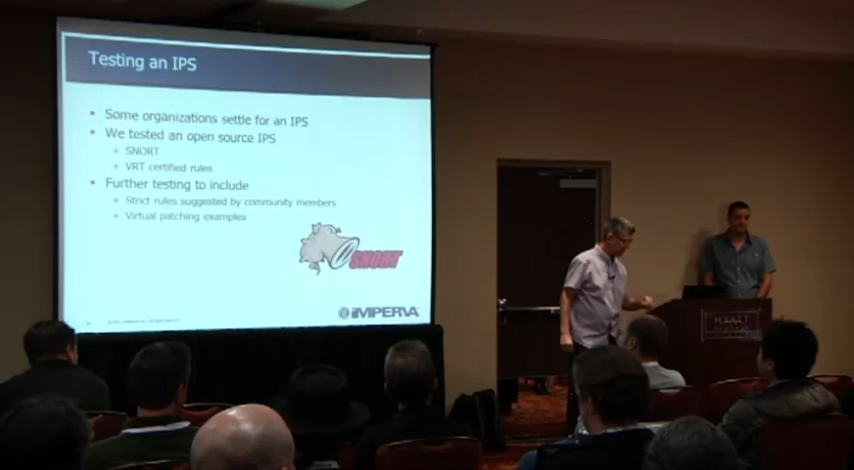 Testing an IPS
Some organizations settle for an IPS
We tested an open source IPS
SNORT
VRT certified rules
Further testing to include
Strict rules suggested by community members
Virtual patching examples
SNORT
IMPERVA
HYATT